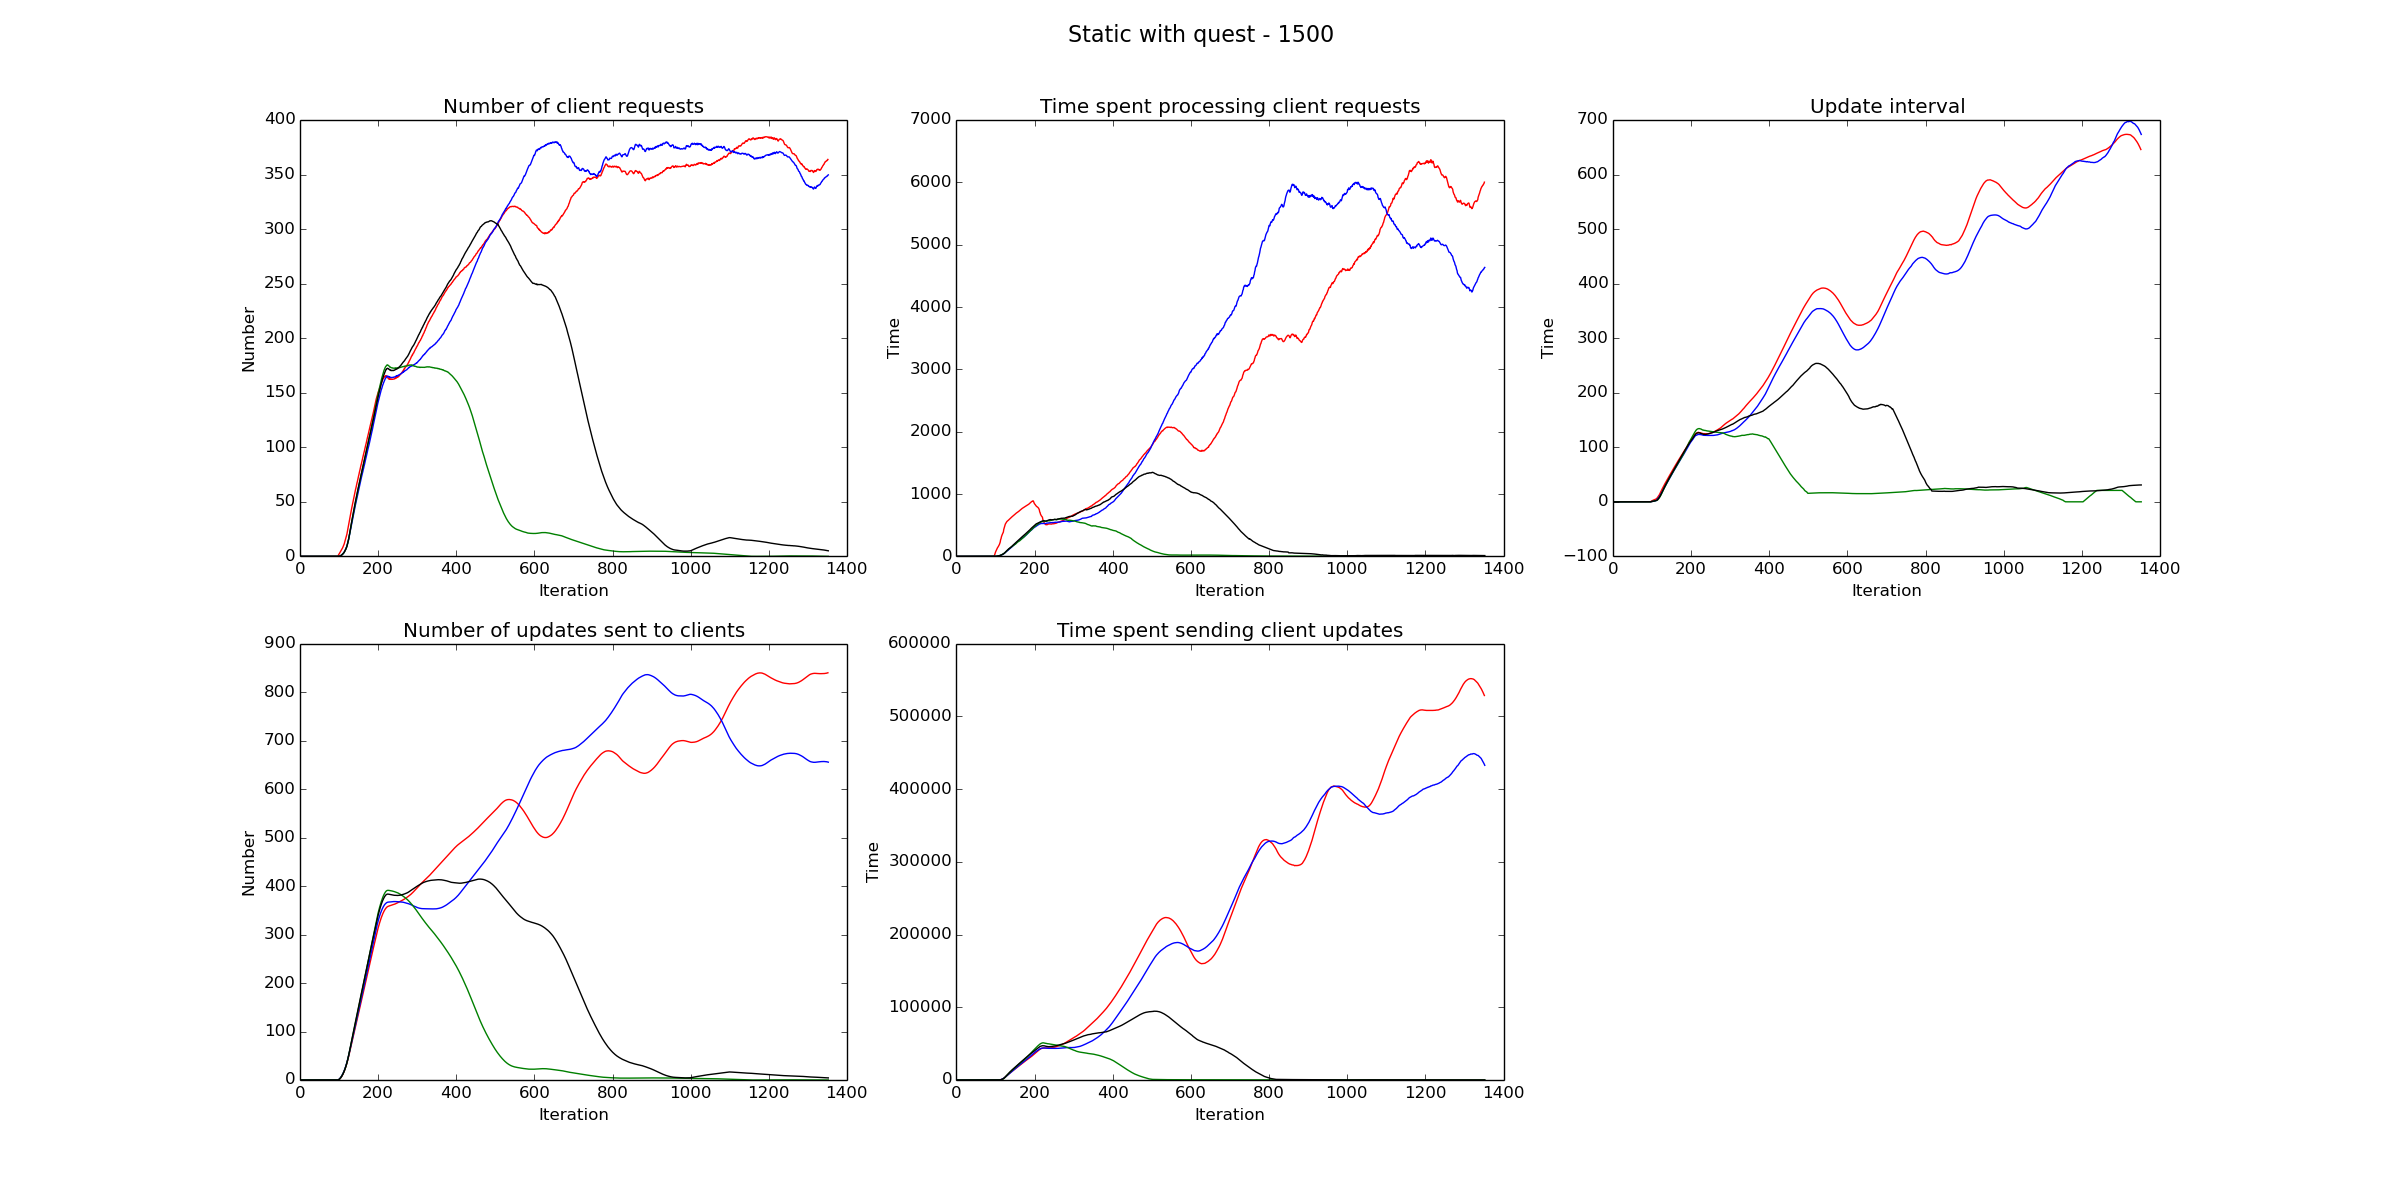 Static with quest - 1500
Number of client requests
400
350
300
250
200
150
100
50
0
Number
0 200 400 600 800 1000 1200 1400
Iteration
Time spent processing client requests
7000
6000
5000
4000
3000
2000
1000
0
Time
0 200 400 600 800 1000 1200 1400
Iteration
Update interval
700
600
500
400
300
200
100
0
−100
Time
0 200 400 600 800 1000 1200 1400
Iteration
Number of updates sent to clients
900
800
700
600
500
400
300
200
100
0
Number
0 200 400 600 800 1000 1200 1400
Iteration
Time spent sending client updates
600000
500000
400000
300000
200000
100000
0
Time
0 200 400 600 800 1000 1200 1400
Iteration